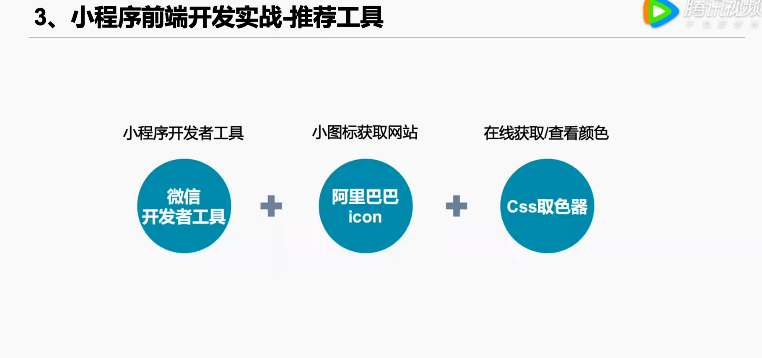 3、小程序前端开发实战-推荐工具
腾讯视频
小程序开发者工具
小图标获取网站
在线获取/查看颜色
微信
开发者工具
阿里巴巴
icon
Css取色器